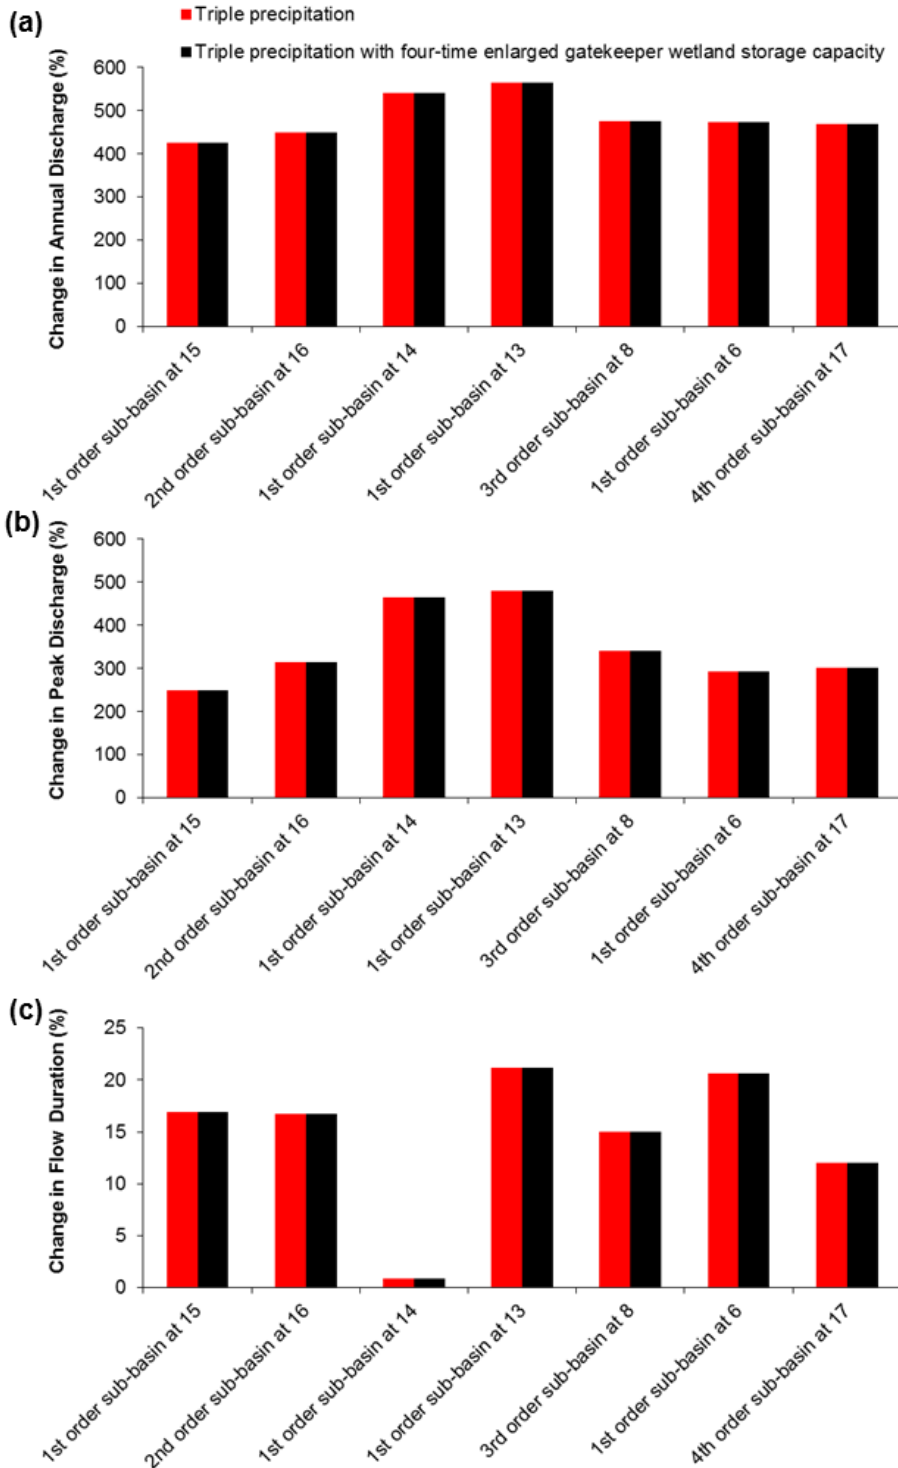 (a)
Triple precipitation
Triple precipitation with four-time enlarged gatekeeper wetland storage capacity
Change in Annual Discharge (%)
600
500
400
300
200
100
0
1st order sub-basin at 15
2nd order sub-basin at 16
1st order sub-basin at 14
1st order sub-basin at 13
3rd order sub-basin at 8
1st order sub-basin at 6
4th order sub-basin at 17
(b)
Change in Peak Discharge (%)
600
500
400
300
200
100
0
1st order sub-basin at 15
2nd order sub-basin at 16
1st order sub-basin at 14
1st order sub-basin at 13
3rd order sub-basin at 8
1st order sub-basin at 6
4th order sub-basin at 17
(c)
Change in Flow Duration (%)
25
20
15
10
5
0
1st order sub-basin at 15
2nd order sub-basin at 16
1st order sub-basin at 14
1st order sub-basin at 13
3rd order sub-basin at 8
1st order sub-basin at 6
4th order sub-basin at 17